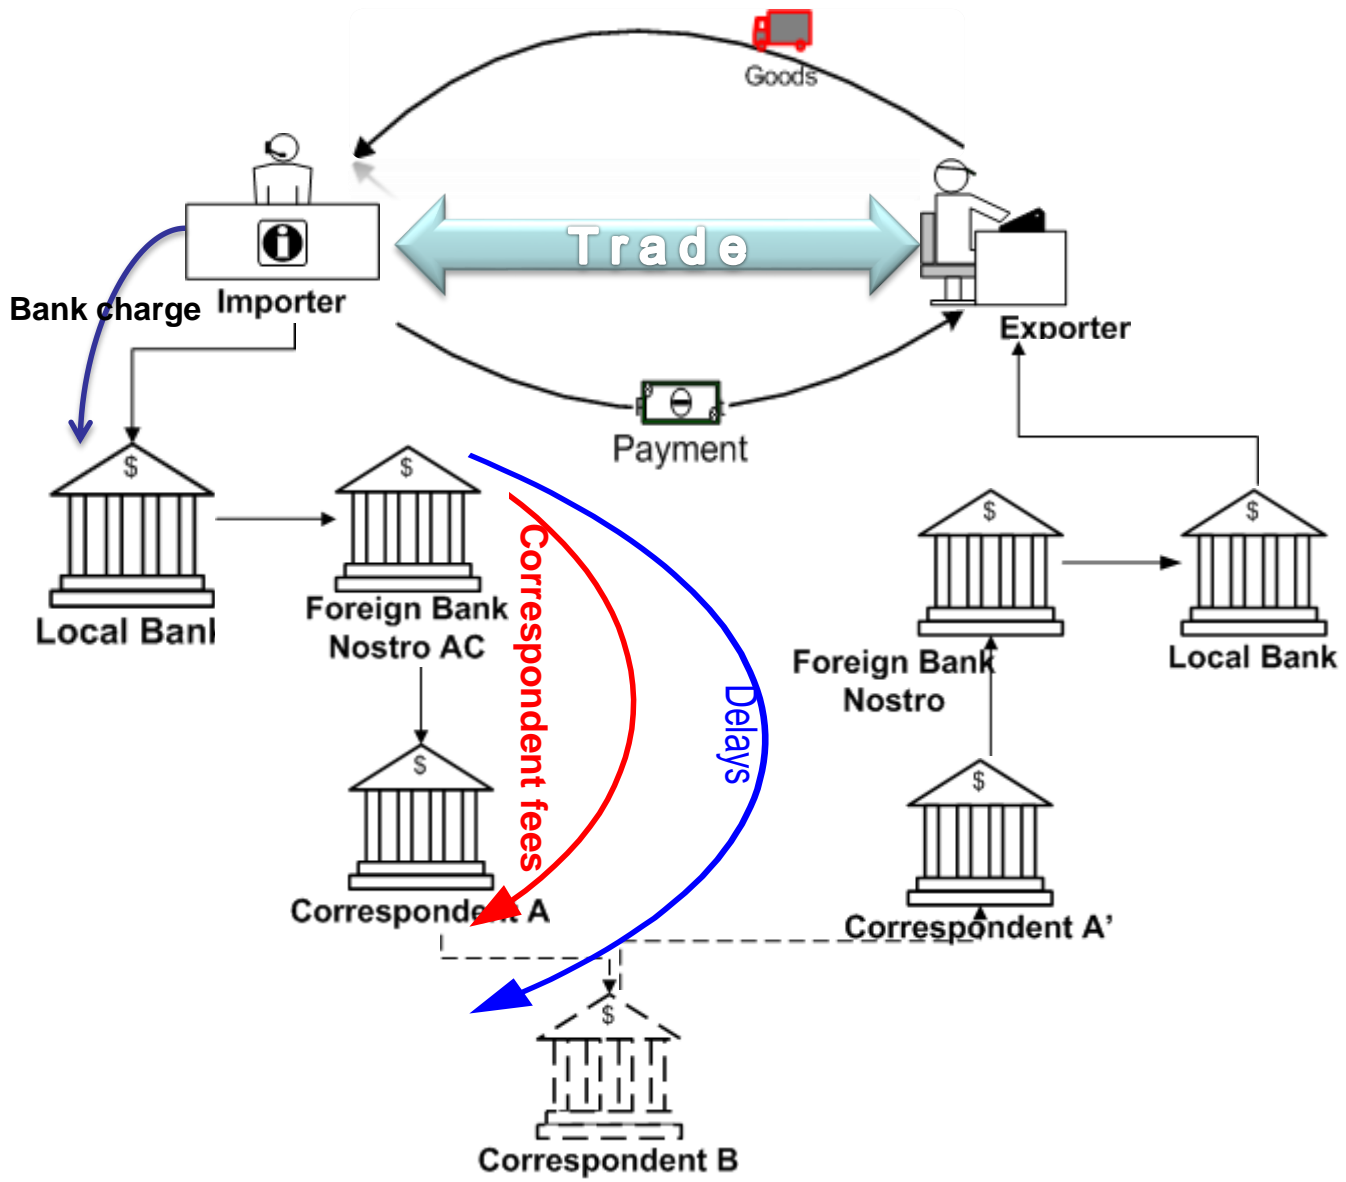 Goods
Trade
Importer
Bank charge
Exporter
Payment
$
$
$
$
Local Bank
Foreign Bank
Nostro AC
Correspondent fees
Delays
Foreign Bank
Nostro
Local Bank
$
$
Correspondent A
Correspondent A’
$
Correspondent B